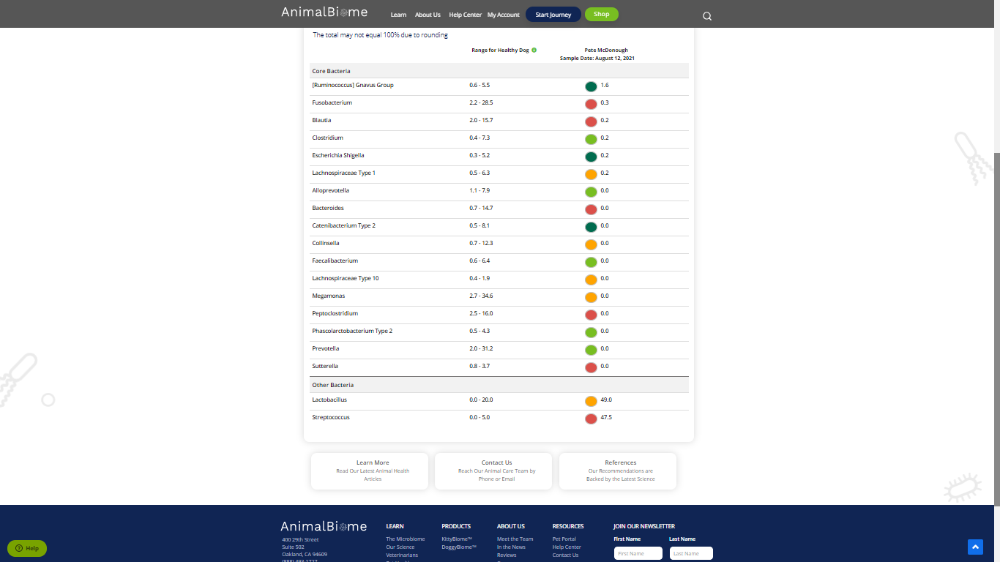 AnimalBiome
Learn About Us Help Center My Account Start Journey Shop
The total may not equal 100% due to rounding
Range for Healthy Dog Pete McDonough
Sample Date: August 12, 2021
Core Bacteria
[Ruminococcus] Gnavus Group 0.6 - 5.5 1.6
Fusobacterium 2.2 - 28.5 0.3
Blautia 2.0 - 15.7 0.2
Clostridium 0.4 - 7.3 0.2
Escherichia Shigella 0.3 - 5.2 0.2
Lachnospiraceae Type 1 0.5 - 6.3 0.2
Alloprevotella 1.1 - 7.9 0.0
Bacteroides 0.7 - 14.7 0.0
Catenibacterium Type 2 0.5 - 8.1 0.0
Collinsella 0.7 - 12.3 0.0
Faecalibacterium 0.6 - 6.4 0.0
Lachnospiraceae Type 10 0.4 - 1.9 0.0
Megamonas 2.7 - 34.6 0.0
Peptoclostridium 2.5 - 16.0 0.0
Phascolarctobacterium Type 2 0.5 - 4.3 0.0
Prevotella 2.0 - 31.2 0.0
Sutterella 0.8 - 3.7 0.0
Other Bacteria
Lactobacillus 0.0 - 20.0 49.0
Streptococcus 0.0 - 5.0 47.5
Learn More
Read Our Latest Animal Health
Articles
Contact Us
Reach Our Animal Care Team by
Phone or Email
References
Our Recommendations are
Backed by the Latest Science
AnimalBiome
400 29th Street
Suite 502
Oakland, CA 94609
LEARN
The Microbiome
Our Science
Veterinarians
PRODUCTS
KittyBiome™
DoggyBiome™
ABOUT US
Meet the Team
In the News
Reviews
RESOURCES
Pet Portal
Help Center
Contact Us
JOIN OUR NEWSLETTER
First Name Last Name
First Name Last Name
Help